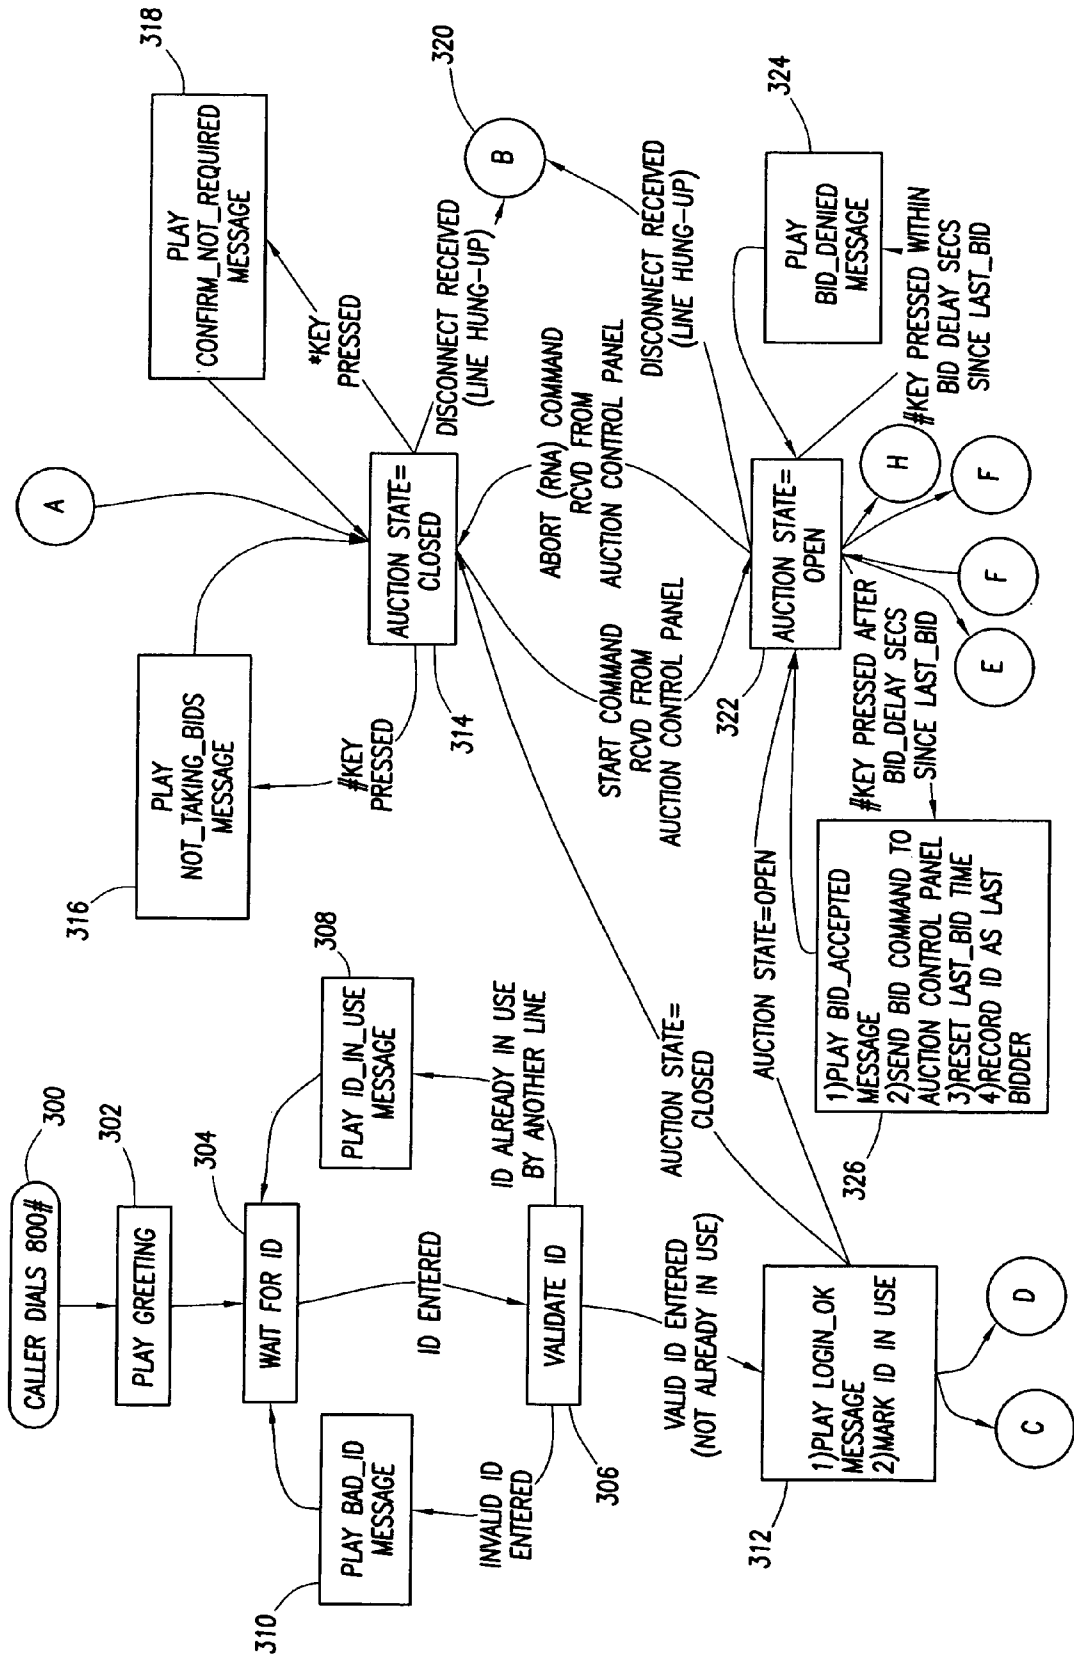 CALLER DIALS 800#
300
PLAY GREETING
302
WAIT FOR ID
304
ID ENTERED
PLAY BAD_ID
MESSAGE
310
PLAY ID_IN_USE
MESSAGE
308
INVALID ID
ENTERED
ID ALREADY IN USE
BY ANOTHER LINE
VALIDATE ID
306
VALID ID ENTERED
(NOT ALREADY IN USE)
1)PLAY LOGIN_OK
MESSAGE
2)MARK ID IN USE
312
C
D
AUCTION STATE=
CLOSED
AUCTION STATE=OPEN
A
PLAY
NOT_TAKING_BIDS
MESSAGE
316
PLAY
CONFIRM_NOT_REQUIRED
MESSAGE
318
#KEY
PRESSED
*KEY
PRESSED
AUCTION STATE=
CLOSED
314
DISCONNECT RECEIVED
(LINE HUNG-UP)
B
320
START COMMAND
RCVD FROM
AUCTION CONTROL PANEL
ABORT (RNA) COMMAND
RCVD FROM
AUCTION CONTROL PANEL
DISCONNECT RECEIVED
(LINE HUNG-UP)
AUCTION STATE=
OPEN
322
PLAY
BID_DENIED
MESSAGE
324
#KEY PRESSED WITHIN
BID DELAY SECS
SINCE LAST_BID
#KEY PRESSED AFTER
BID_DELAY SECS
SINCE LAST_BID
H
F
F
E
1)PLAY BID_ACCEPTED
MESSAGE
2)SEND BID COMMAND TO
AUCTION CONTROL PANEL
3)RESET LAST_BID TIME
4)RECORD ID AS LAST
BIDDER
326